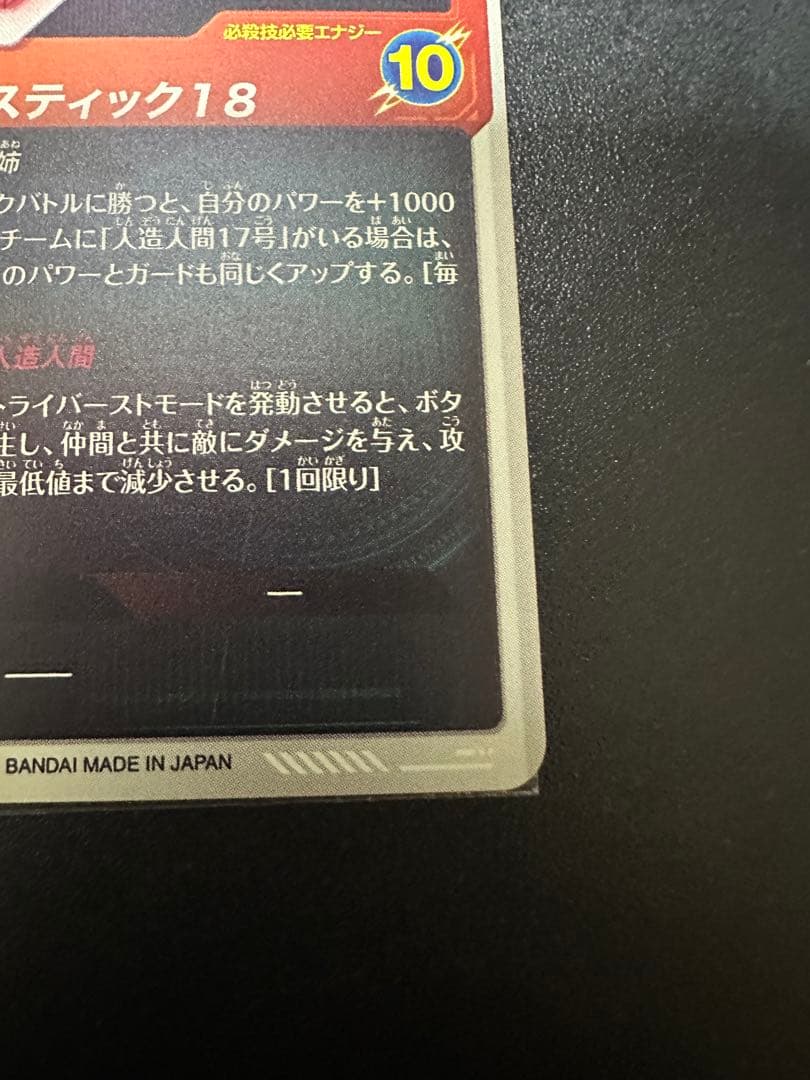 必殺技必要エナジー
10
スティック18
姉
クバトルに勝つと、自分のパワーを+1000
チームに「人造人間17号」がいる場合は、
のパワーとガードも同じくアップする。[毎
人造人間
トライバーストモードを発動させると、ボタ
生し、仲間と共に敵にダメージを与え、攻
最低値まで減少させる。[1回限り]
BANDAI MADE IN JAPAN